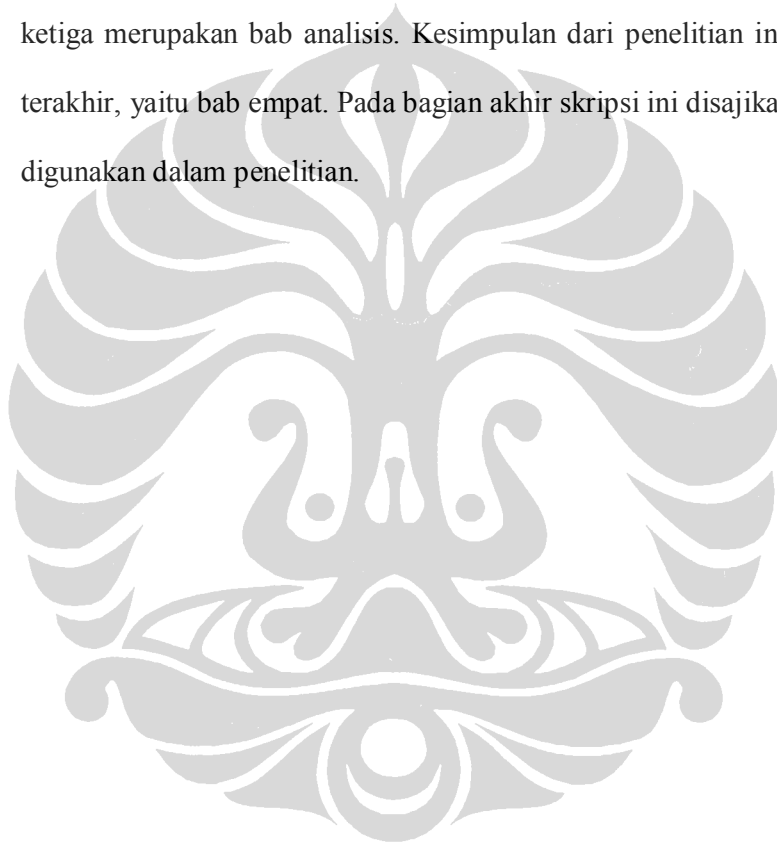 ketiga merupakan bab analisis. Kesimpulan dari penelitian in
terakhir, yaitu bab empat. Pada bagian akhir skripsi ini disajika
digunakan dalam penelitian.